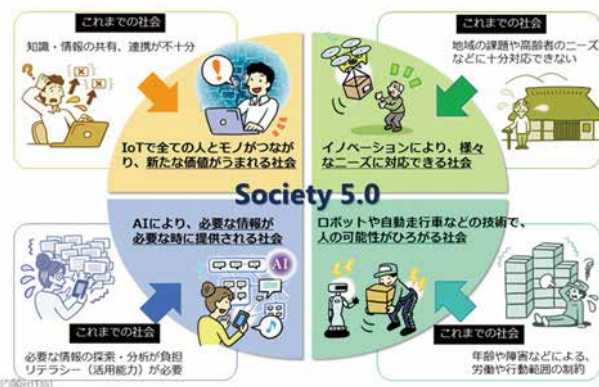 これまでの社会
知識・情報の共有、連携が不十分
IoTで全ての人とモノがつなが
り、新たな価値がうまれる社会
これまでの社会
地域の課題や高齢者のニーズ
などに十分対応できない
イノベーションにより、様々
なニーズに対応できる社会
Society 5.0
AIにより、必要な情報が
必要な時に提供される社会
AI
これまでの社会
必要な情報の探索・分析が負担
リテラシー（活用能力）が必要
ロボットや自動走行車などの技術で、
人の可能性がひろがる社会
これまでの社会
年齢や障害などによる、
労働や行動範囲の制約